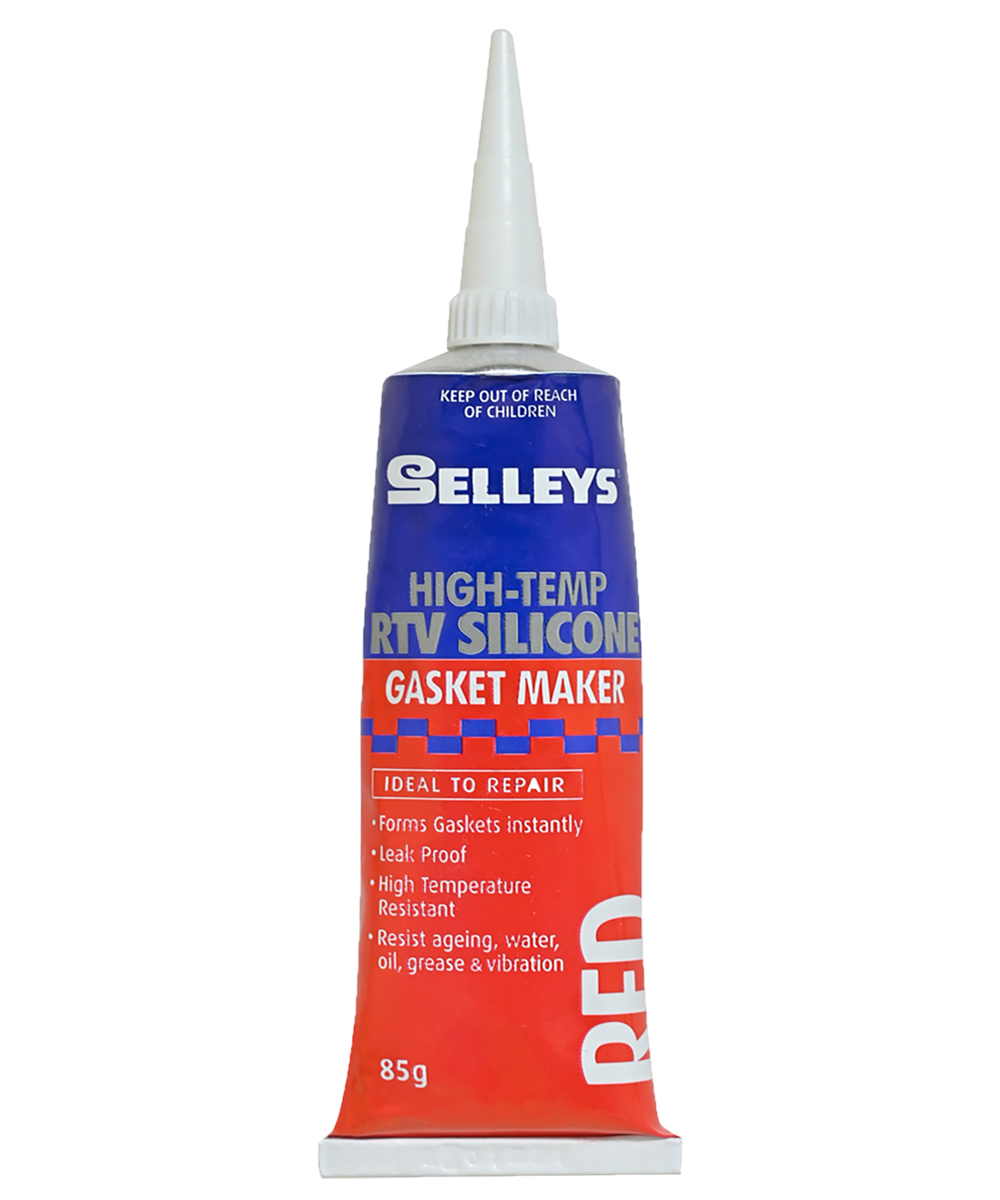 KEEP OUT OF REACH
OF CHILDREN
SELLEYS
HIGH-TEMP
RTV SILICONE
GASKET MAKER
IDEAL TO REPAIR
• Forms Gaskets instantly
• Leak Proof
• High Temperature
Resistant
• Resist ageing, water,
oil, grease & vibration
RED
85g